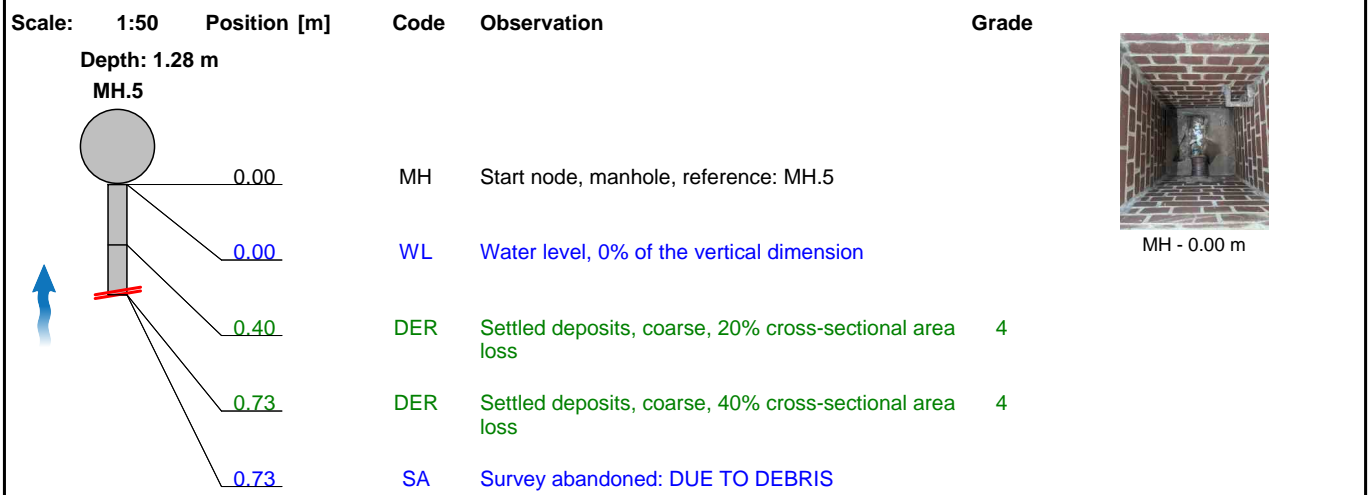 Scale: 1:50 Position [m] Code Observation Grade
Depth: 1.28 m
MH.5
0.00 MH Start node, manhole, reference: MH.5
0.00 WL Water level, 0% of the vertical dimension
MH - 0.00 m
0.40 DER Settled deposits, coarse, 20% cross-sectional area 4
loss
0.73 DER Settled deposits, coarse, 40% cross-sectional area 4
loss
0.73 SA Survey abandoned: DUE TO DEBRIS